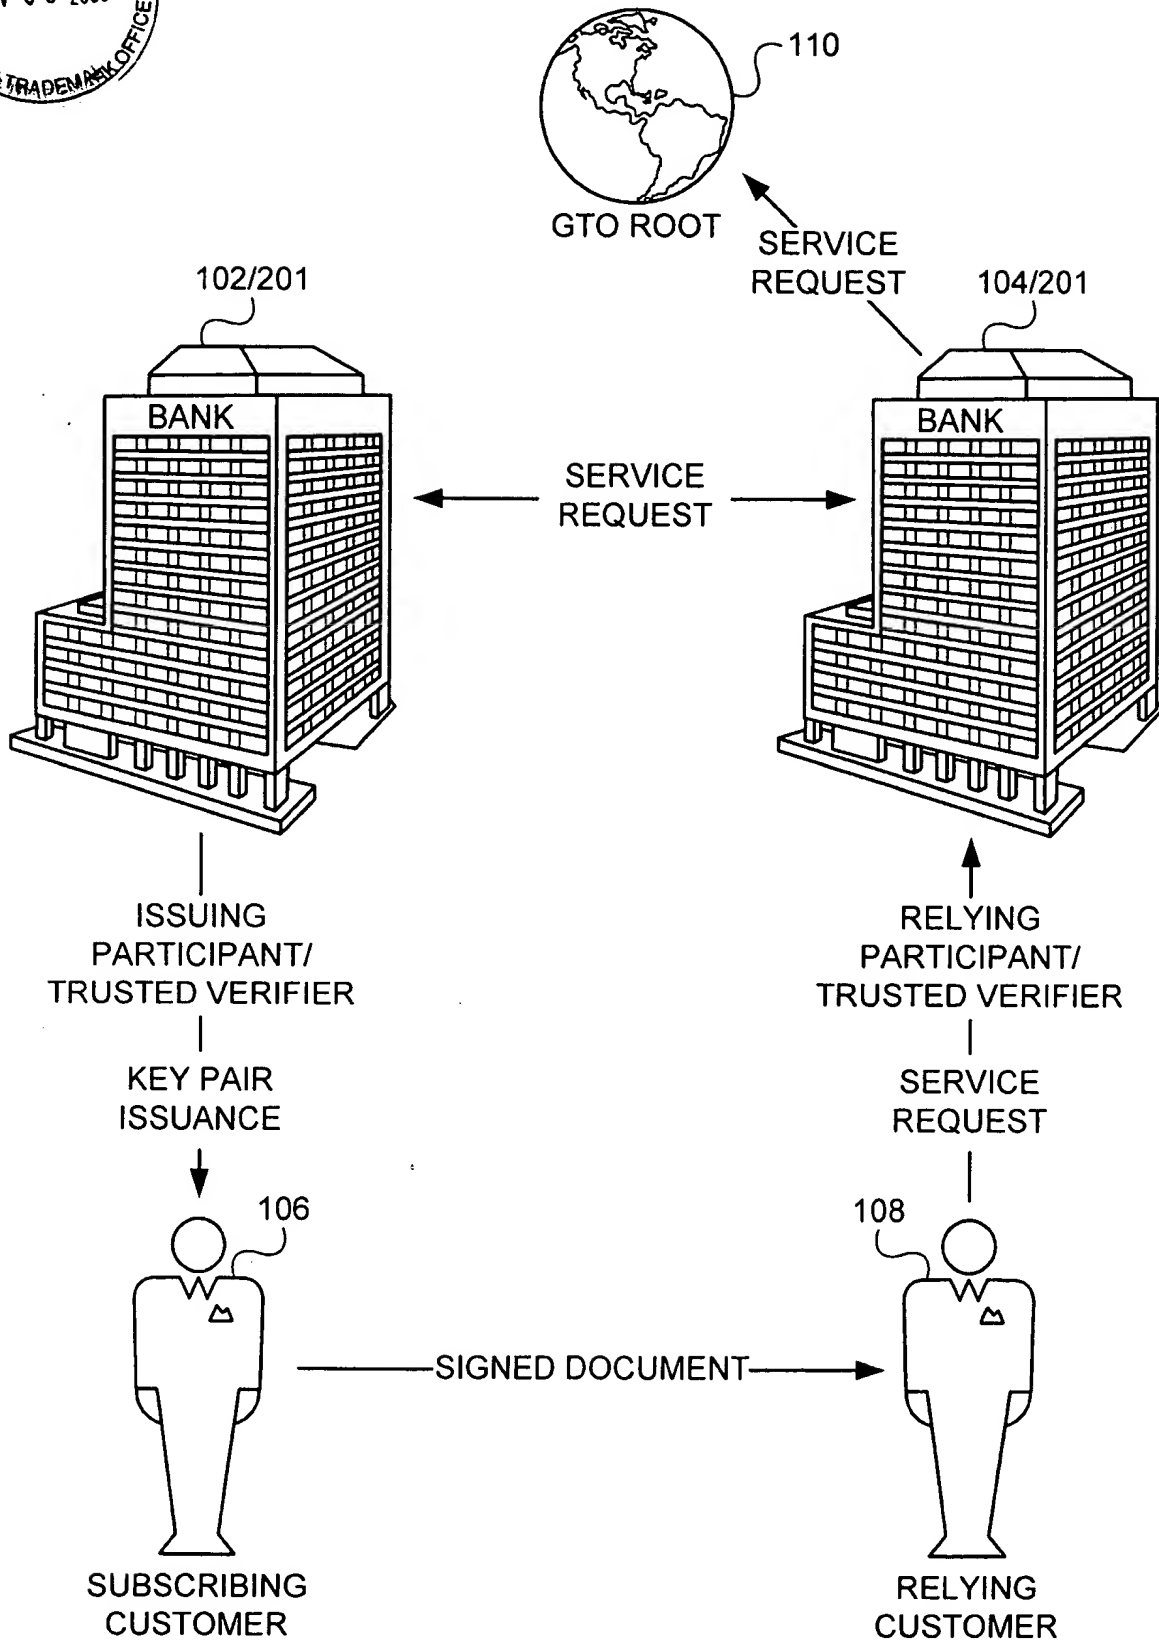 TRADEMARK OFFICE
110
GTO ROOT
SERVICE
REQUEST
102/201
104/201
BANK
BANK
SERVICE
REQUEST
ISSUING
PARTICIPANT/
TRUSTED VERIFIER
RELYING
PARTICIPANT/
TRUSTED VERIFIER
KEY PAIR
ISSUANCE
SERVICE
REQUEST
106
108
SIGNED DOCUMENT
SUBSCRIBING
CUSTOMER
RELYING
CUSTOMER